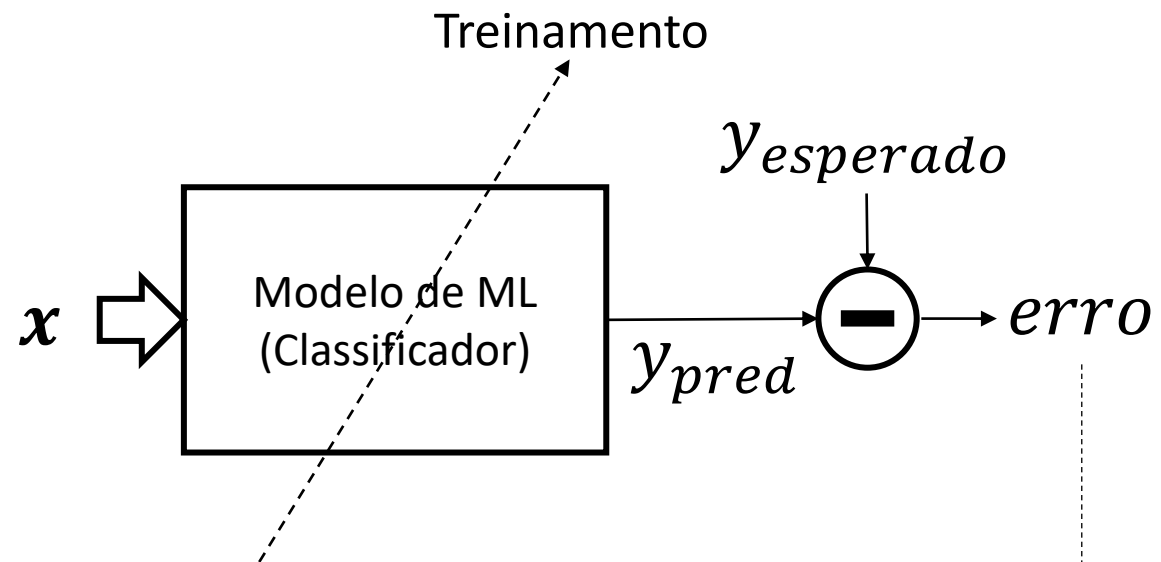 Treinamento
y_esperado
Modelo de ML
(Classificador)
x
y_pred
erro